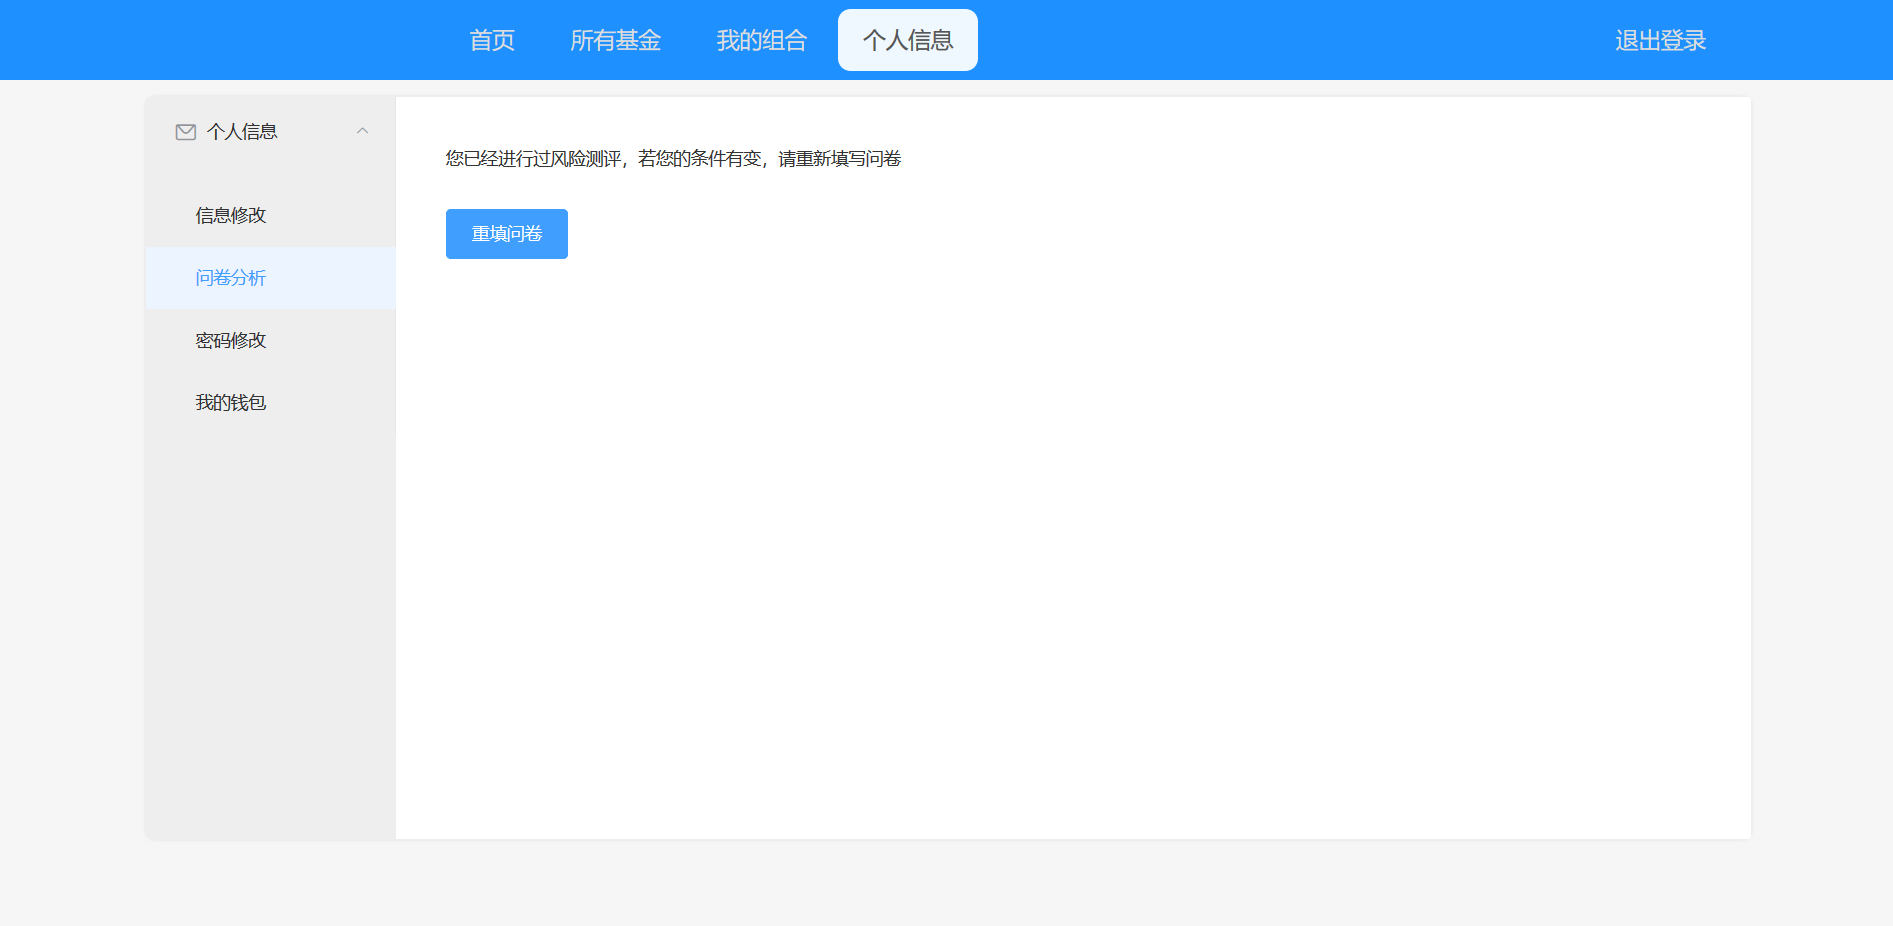 首页 所有基金 我的组合 个人信息 退出登录
个人信息
信息修改
问卷分析
密码修改
我的钱包
您已经进行过风险测评，若您的条件有变，请重新填写问卷
重填问卷